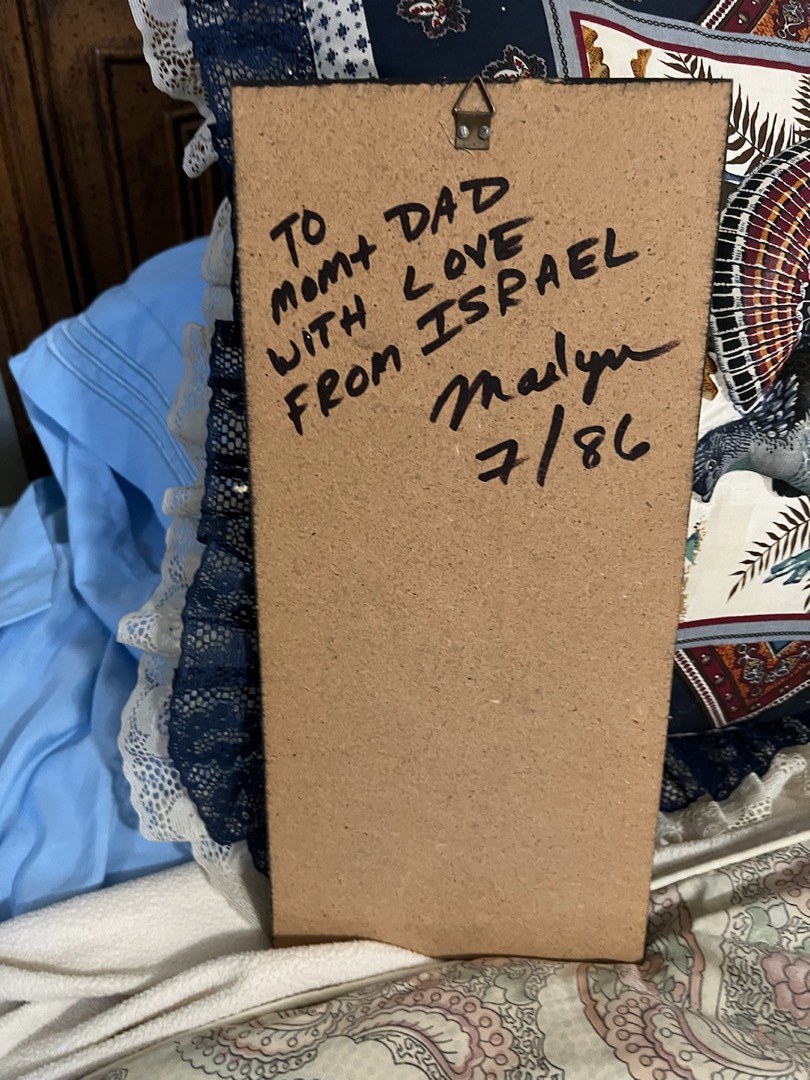 TO
MOM+ DAD
WITH LOVE
FROM ISRAEL
Marlyn
7/86